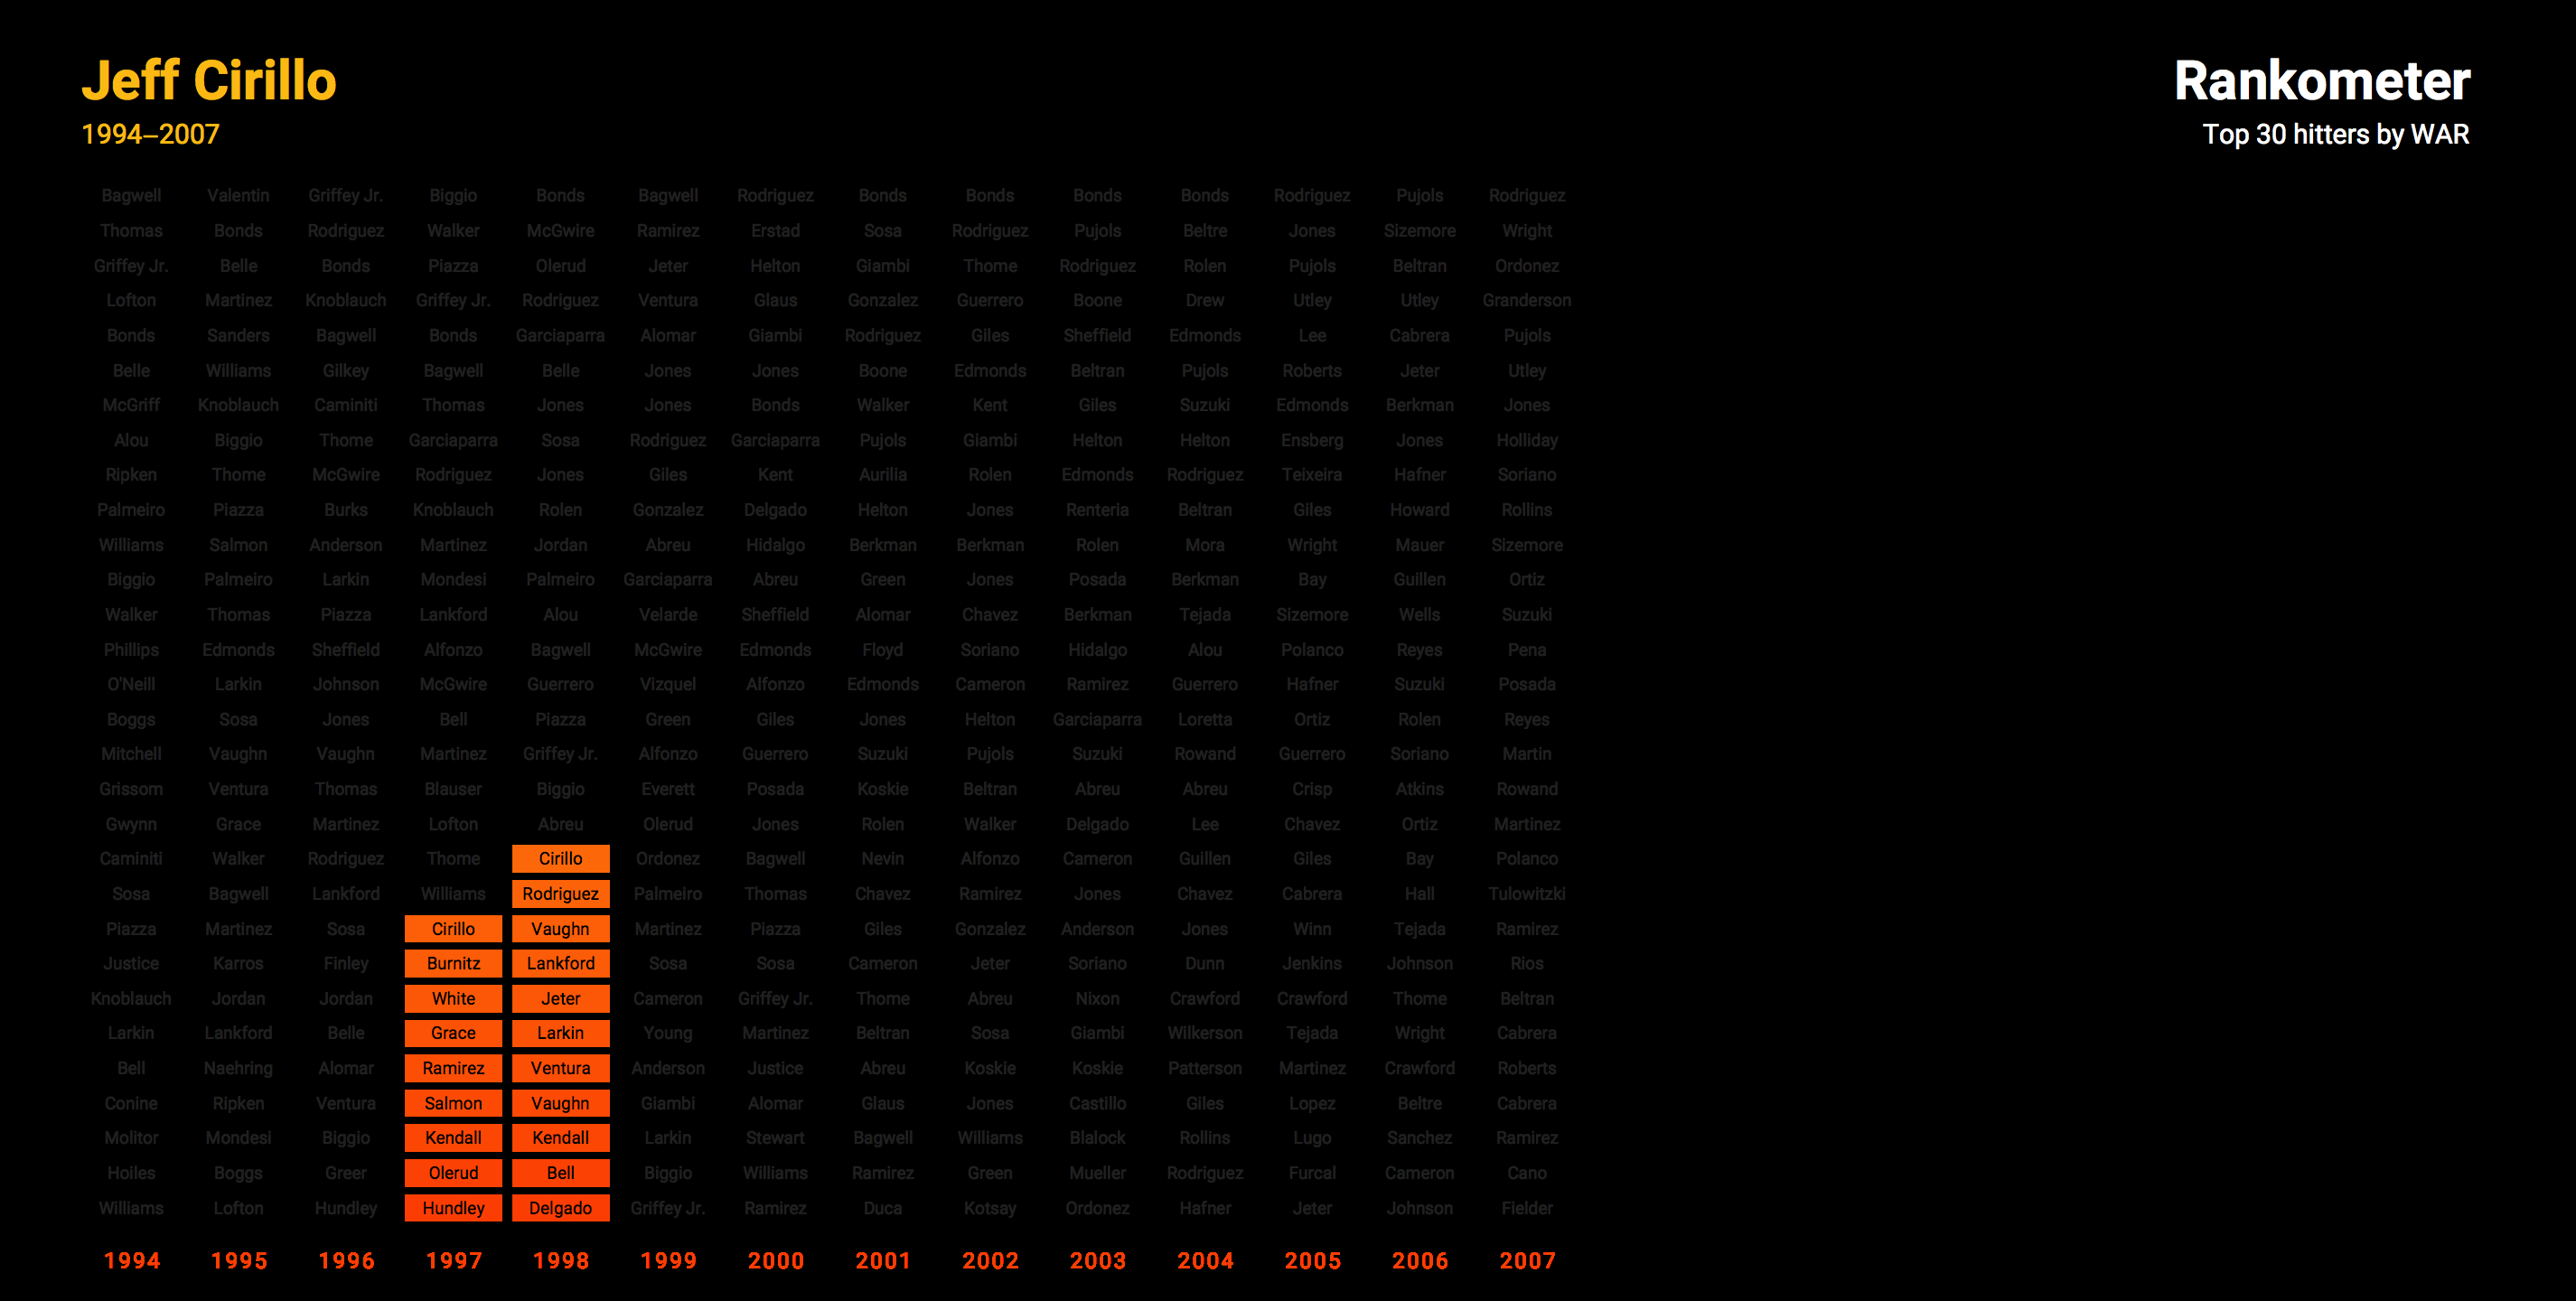 Jeff Cirillo
1994–2007
Rankometer
Top 30 hitters by WAR
Bagwell Valentin Griffey Jr. Biggio Bonds Bagwell Rodriguez Bonds Bonds Bonds Bonds Rodriguez Pujols Rodriguez
Thomas Bonds Rodriguez Walker McGwire Ramirez Erstad Sosa Rodriguez Pujols Beltre Jones Sizemore Wright
Griffey Jr. Belle Bonds Piazza Olerud Jeter Helton Giambi Thome Rodriguez Rolen Pujols Beltran Ordonez
Lofton Martinez Knoblauch Griffey Jr. Rodriguez Ventura Glaus Gonzalez Guerrero Boone Drew Utley Utley Granderson
Bonds Sanders Bagwell Bonds Garciaparra Alomar Giambi Rodriguez Giles Sheffield Edmonds Lee Cabrera Pujols
Belle Williams Gilkey Bagwell Belle Jones Jones Boone Edmonds Beltran Pujols Roberts Jeter Utley
McGriff Knoblauch Caminiti Thomas Jones Jones Bonds Walker Kent Giles Suzuki Edmonds Berkman Jones
Alou Biggio Thome Garciaparra Sosa Rodriguez Garciaparra Pujols Giambi Helton Helton Ensberg Jones Holliday
Ripken Thome McGwire Rodriguez Jones Giles Kent Aurilia Rolen Edmonds Rodriguez Teixeira Hafner Soriano
Palmeiro Piazza Burks Knoblauch Rolen Gonzalez Delgado Helton Jones Renteria Beltran Giles Howard Rollins
Williams Salmon Anderson Martinez Jordan Abreu Hidalgo Berkman Berkman Rolen Mora Wright Mauer Sizemore
Biggio Palmeiro Larkin Mondesi Palmeiro Garciaparra Abreu Green Jones Posada Berkman Bay Guillen Ortiz
Walker Thomas Piazza Lankford Alou Velarde Sheffield Alomar Chavez Berkman Tejada Sizemore Wells Suzuki
Phillips Edmonds Sheffield Alfonzo Bagwell McGwire Edmonds Floyd Soriano Hidalgo Alou Polanco Reyes Pena
O'Neill Larkin Johnson McGwire Guerrero Vizquel Alfonzo Edmonds Cameron Ramirez Guerrero Hafner Suzuki Posada
Boggs Sosa Jones Bell Piazza Green Giles Jones Helton Garciaparra Loretta Ortiz Rolen Reyes
Mitchell Vaughn Vaughn Martinez Griffey Jr. Alfonzo Guerrero Suzuki Pujols Suzuki Rowand Guerrero Soriano Martin
Grissom Ventura Thomas Blauser Biggio Everett Posada Koskie Beltran Abreu Abreu Crisp Atkins Rowand
Gwynn Grace Martinez Lofton Abreu Olerud Jones Rolen Walker Delgado Lee Chavez Ortiz Martinez
Caminiti Walker Rodriguez Thome Cirillo Ordonez Bagwell Nevin Alfonzo Cameron Guillen Giles Bay Polanco
Sosa Bagwell Lankford Williams Rodriguez Palmeiro Thomas Chavez Ramirez Jones Chavez Cabrera Hall Tulowitzki
Piazza Martinez Sosa Cirillo Vaughn Martinez Piazza Giles Gonzalez Anderson Jones Winn Tejada Ramirez
Justice Karros Finley Burnitz Lankford Sosa Sosa Cameron Jeter Soriano Dunn Jenkins Johnson Rios
Knoblauch Jordan Jordan White Jeter Cameron Griffey Jr. Thome Abreu Nixon Crawford Crawford Thome Beltran
Larkin Lankford Belle Grace Larkin Young Martinez Beltran Sosa Giambi Wilkerson Tejada Wright Cabrera
Bell Naehring Alomar Ramirez Ventura Anderson Justice Abreu Koskie Koskie Patterson Martinez Crawford Roberts
Conine Ripken Ventura Salmon Vaughn Giambi Alomar Glaus Jones Castillo Giles Lopez Beltre Cabrera
Molitor Mondesi Biggio Kendall Kendall Larkin Stewart Bagwell Williams Blalock Rollins Lugo Sanchez Ramirez
Hoiles Boggs Greer Olerud Bell Biggio Williams Ramirez Green Mueller Rodriguez Furcal Cameron Cano
Williams Lofton Hundley Hundley Delgado Griffey Jr. Ramirez Duca Kotsay Ordonez Hafner Jeter Johnson Fielder
1994 1995 1996 1997 1998 1999 2000 2001 2002 2003 2004 2005 2006 2007